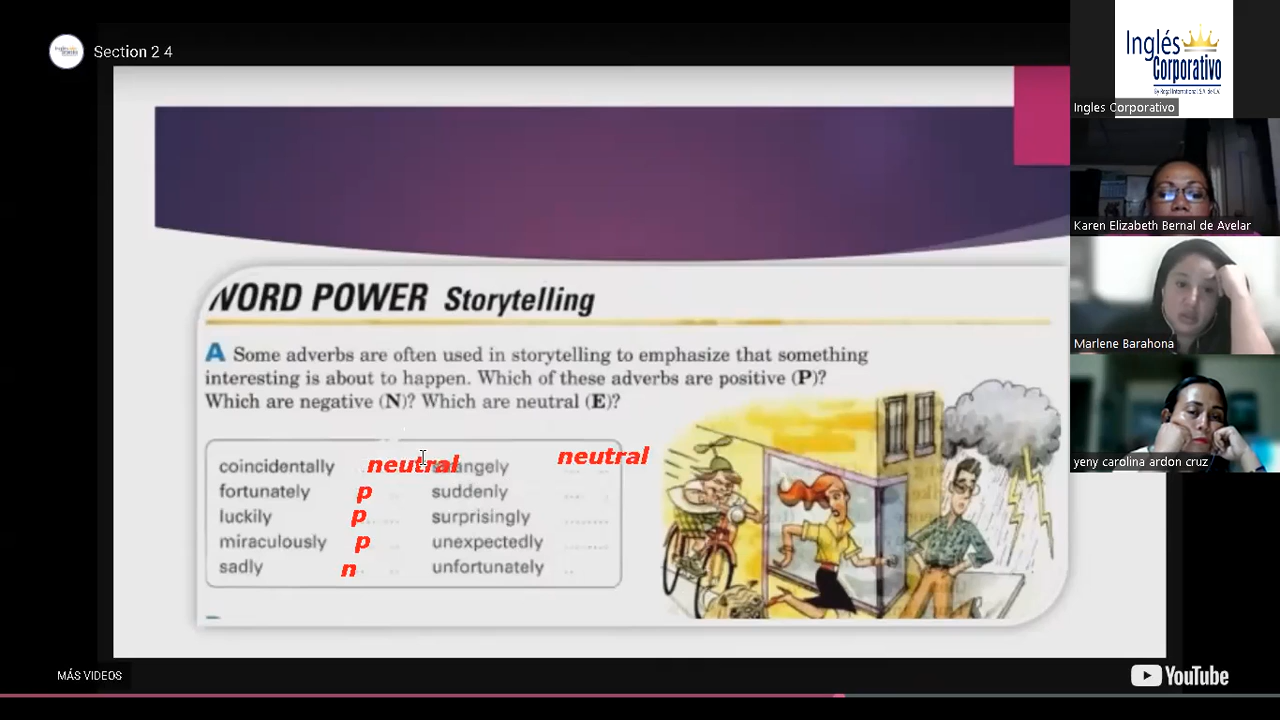 Section 2 4
WORD POWER Storytelling
A Some adverbs are often used in storytelling to emphasize that something
interesting is about to happen. Which of these adverbs are positive (P)?
Which are negative (N)? Which are neutral (E)?
coincidentally neutral
fortunately p
luckily p
miraculously p
sadly n
strangely neutral
suddenly
surprisingly
unexpectedly
unfortunately
MÁS VIDEOS
YouTube
Inglés
Corporativo
Ingles Corporativo
Karen Elizabeth Bernal de Avelar
Marlene Barahona
yeny carolina ardon cruz